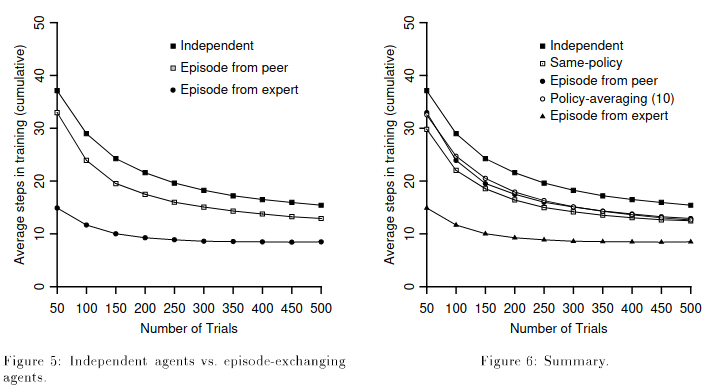 Average steps in training (cumulative)
50
40
30
20
10
0
Independent
Episode from peer
Episode from expert
50 100 150 200 250 300 350 400 450 500
Number of Trials
Figure 5: Independent agents vs. episode-exchanging
agents.
Average steps in training (cumulative)
50
40
30
20
10
0
Independent
Same-policy
Episode from peer
Policy-averaging (10)
Episode from expert
50 100 150 200 250 300 350 400 450 500
Number of Trials
Figure 6: Summary.